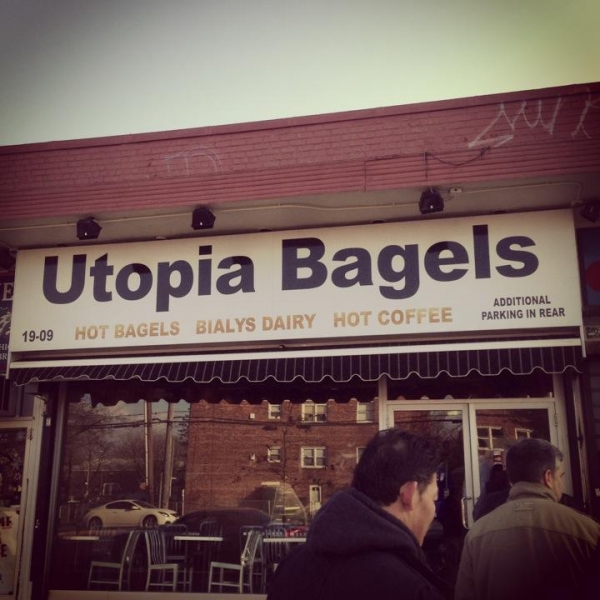 Utopia Bagels
19-09 HOT BAGELS BIALYS DAIRY HOT COFFEE
ADDITIONAL
PARKING IN REAR